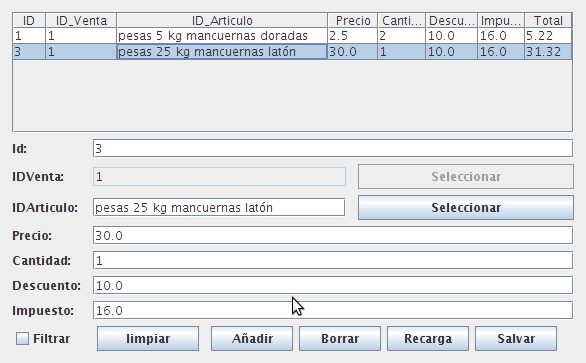 ID ID_Venta ID_Articulo Precio Canti... Descu... Impu... Total
1 1 pesas 5 kg mancuernas doradas 2.5 2 10.0 16.0 5.22
3 1 pesas 25 kg mancuernas latón 30.0 1 10.0 16.0 31.32
Id: 3
IDVenta: 1 Seleccionar
IDArticulo: pesas 25 kg mancuernas latón Seleccionar
Precio: 30.0
Cantidad: 1
Descuento: 10.0
Impuesto: 16.0
Filtrar limpiar Añadir Borrar Recarga Salvar